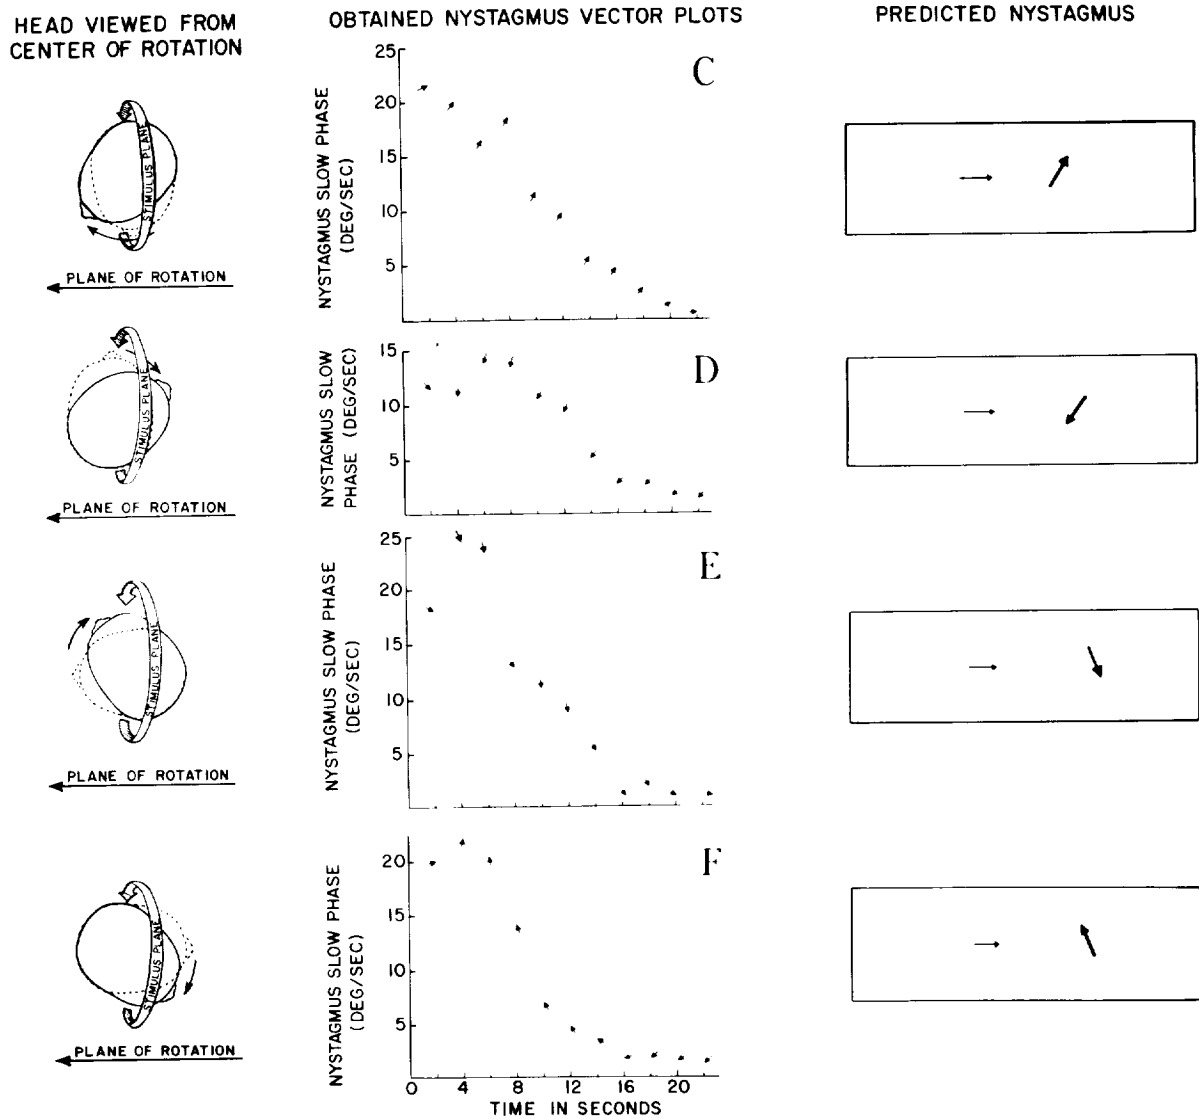 HEAD VIEWED FROM
CENTER OF ROTATION
OBTAINED NYSTAGMUS VECTOR PLOTS
PREDICTED NYSTAGMUS
STIMULUS PLANE
PLANE OF ROTATION
NYSTAGMUS SLOW PHASE
(DEG/SEC)
25
20
15
10
5
C
STIMULUS PLANE
PLANE OF ROTATION
NYSTAGMUS SLOW
PHASE (DEG/SEC)
15
10
5
D
STIMULUS PLANE
PLANE OF ROTATION
NYSTAGMUS SLOW PHASE
(DEG/SEC)
25
20
15
10
5
E
STIMULUS PLANE
PLANE OF ROTATION
NYSTAGMUS SLOW PHASE
(DEG/SEC)
20
15
10
5
F
0 4 8 12 16 20
TIME IN SECONDS